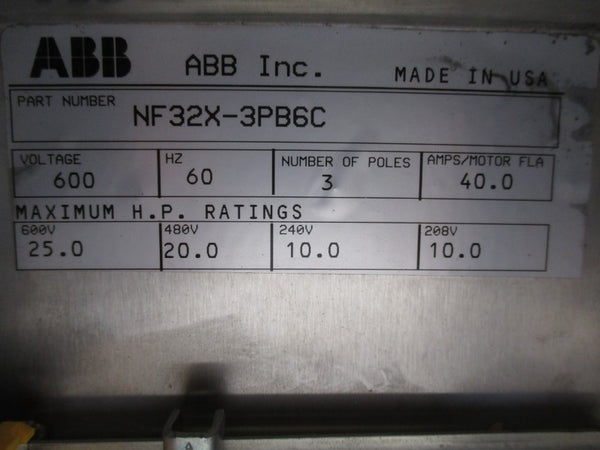 ABB ABB Inc. MADE IN USA
PART NUMBER NF32X-3PB6C
VOLTAGE HZ NUMBER OF POLES AMPS/MOTOR FLA
600 60 3 40.0
MAXIMUM H.P. RATINGS
600V 480V 240V 208V
25.0 20.0 10.0 10.0